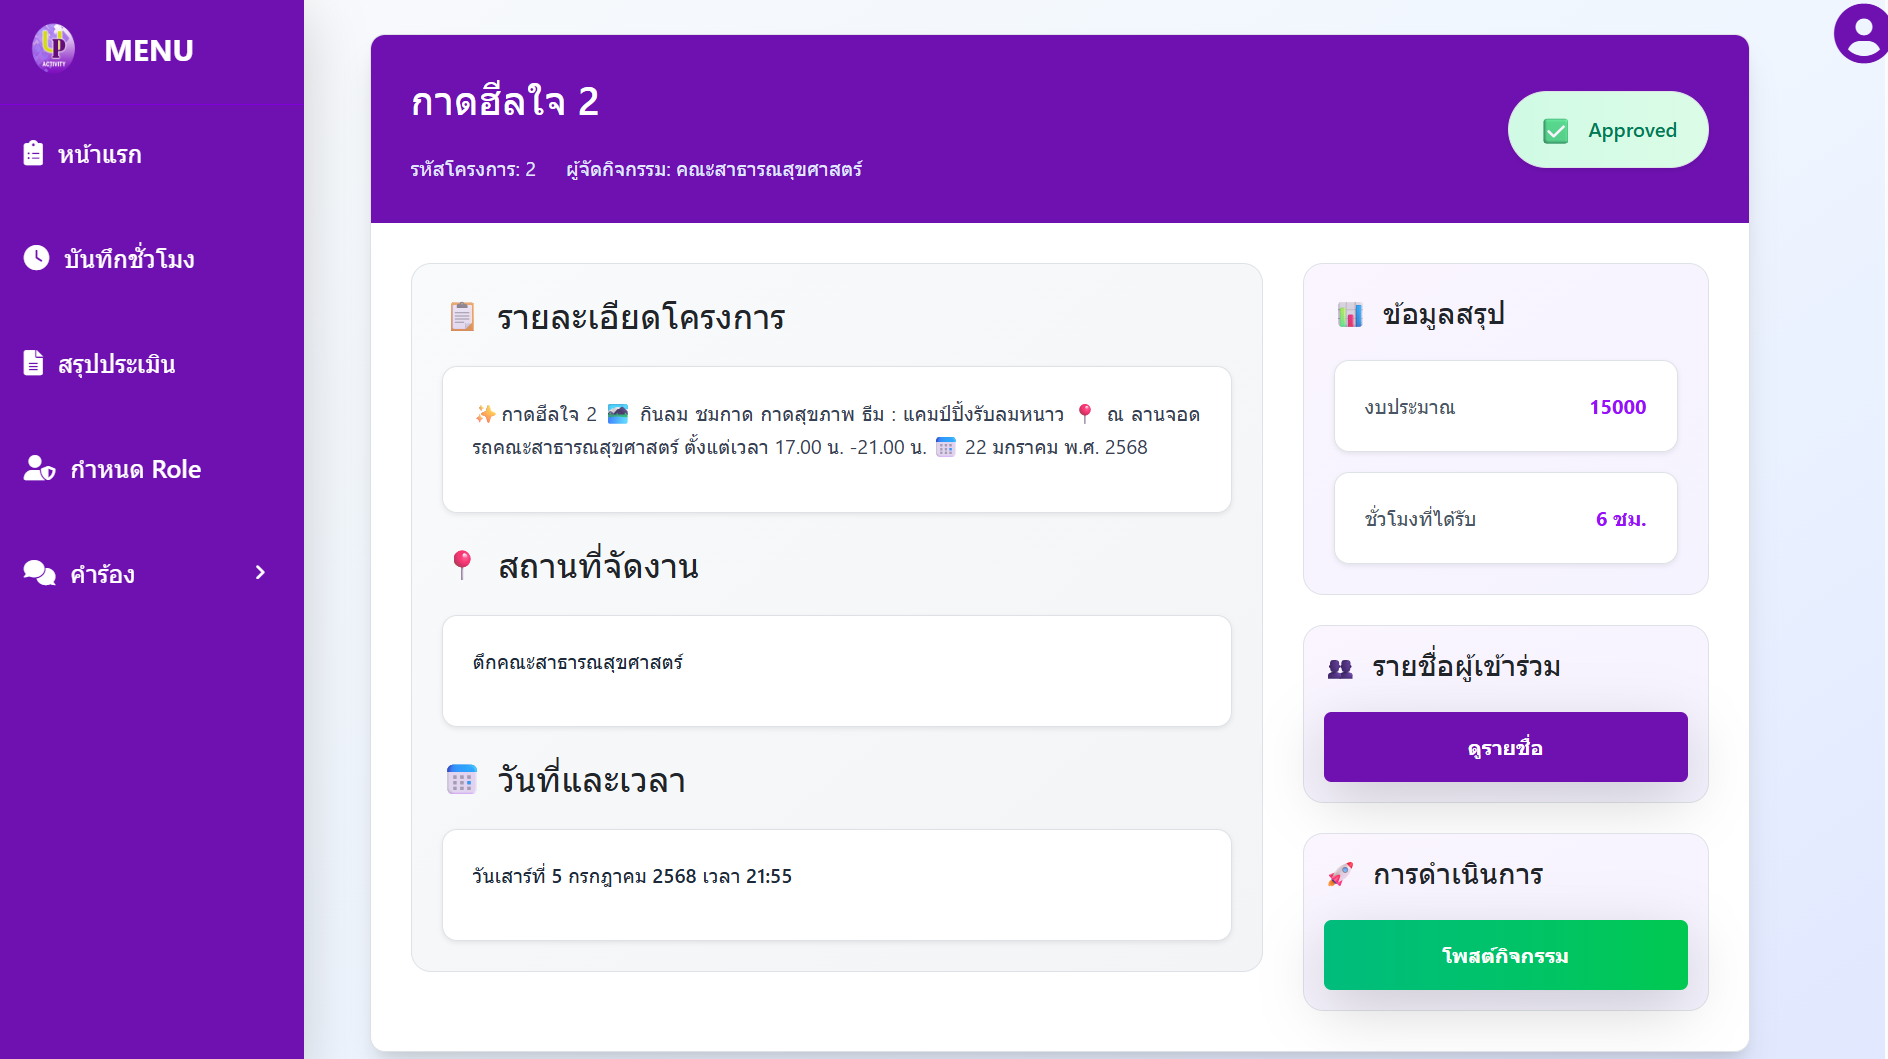 UP
ACTIVITY
MENU
หน้าแรก
บันทึกชั่วโมง
สรุปประเมิน
กำหนด Role
คำร้อง
กาดฮีลใจ 2
รหัสโครงการ: 2 ผู้จัดกิจกรรม: คณะสาธารณสุขศาสตร์
Approved
รายละเอียดโครงการ
✨ กาดฮีลใจ 2 🏞️ กินลม ชมกาด กาดสุขภาพ ธีม : แคมป์ปิ้งรับลมหนาว 📍 ณ ลานจอด
รถคณะสาธารณสุขศาสตร์ ตั้งแต่เวลา 17.00 น. -21.00 น. 📅 22 มกราคม พ.ศ. 2568
สถานที่จัดงาน
ตึกคณะสาธารณสุขศาสตร์
วันที่และเวลา
วันเสาร์ที่ 5 กรกฎาคม 2568 เวลา 21:55
ข้อมูลสรุป
งบประมาณ 15000
ชั่วโมงที่ได้รับ 6 ชม.
รายชื่อผู้เข้าร่วม
ดูรายชื่อ
การดำเนินการ
โพสต์กิจกรรม